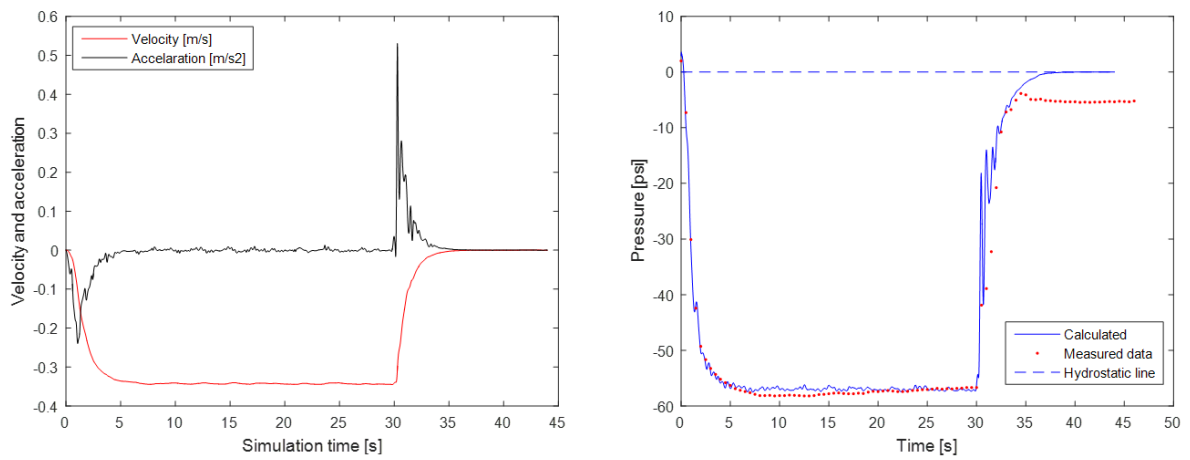 0.6
0.5
0.4
0.3
0.2
0.1
0
-0.1
-0.2
-0.3
-0.4
Velocity and acceleration
Velocity [m/s]
Accelaration [m/s2]
0 5 10 15 20 25 30 35 40 45
Simulation time [s]
10
0
-10
-20
-30
-40
-50
-60
Pressure [psi]
Calculated
Measured data
Hydrostatic line
0 5 10 15 20 25 30 35 40 45 50
Time [s]